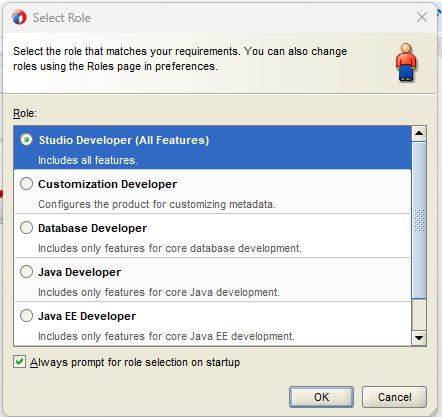 Select Role
Select the role that matches your requirements. You can also change
roles using the Roles page in preferences.
Role:
Studio Developer (All Features)
Includes all features.
Customization Developer
Configures the product for customizing metadata.
Database Developer
Includes only features for core database development.
Java Developer
Includes only features for core Java development.
Java EE Developer
Includes only features for core Java EE development.
Always prompt for role selection on startup
OK
Cancel